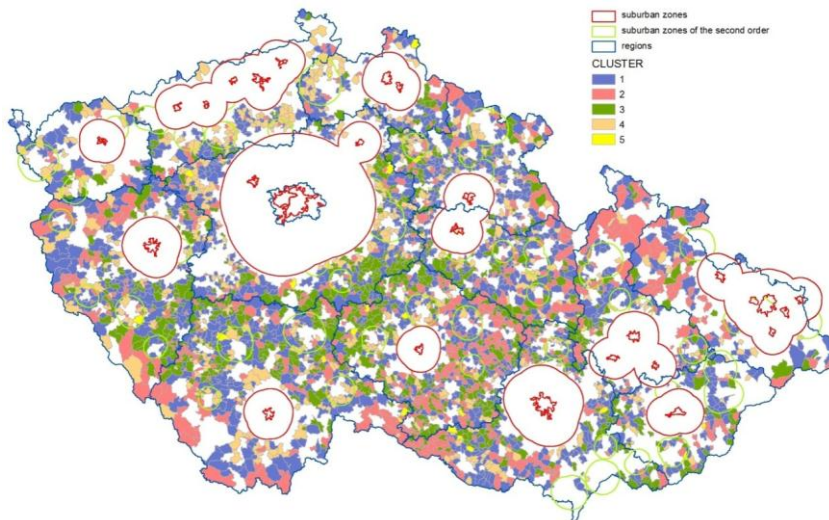 suburban zones
suburban zones of the second order
regions
CLUSTER
1
2
3
4
5